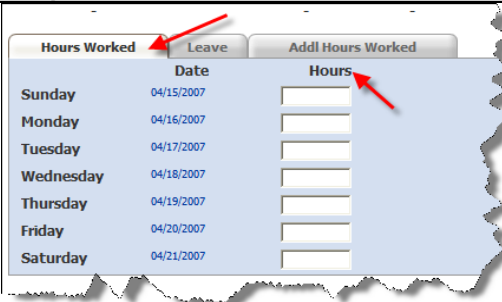 Hours Worked Leave Addl Hours Worked
Date Hours
Sunday 04/15/2007
Monday 04/16/2007
Tuesday 04/17/2007
Wednesday 04/18/2007
Thursday 04/19/2007
Friday 04/20/2007
Saturday 04/21/2007